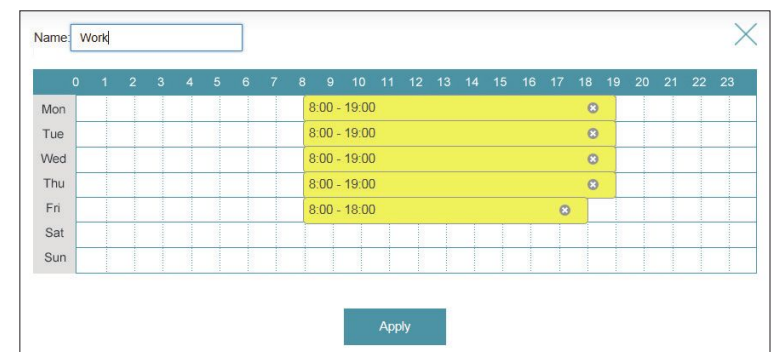 Name: Work
0 1 2 3 4 5 6 7 8 9 10 11 12 13 14 15 16 17 18 19 20 21 22 23
Mon 8:00 - 19:00
Tue 8:00 - 19:00
Wed 8:00 - 19:00
Thu 8:00 - 19:00
Fri 8:00 - 18:00
Sat
Sun
Apply